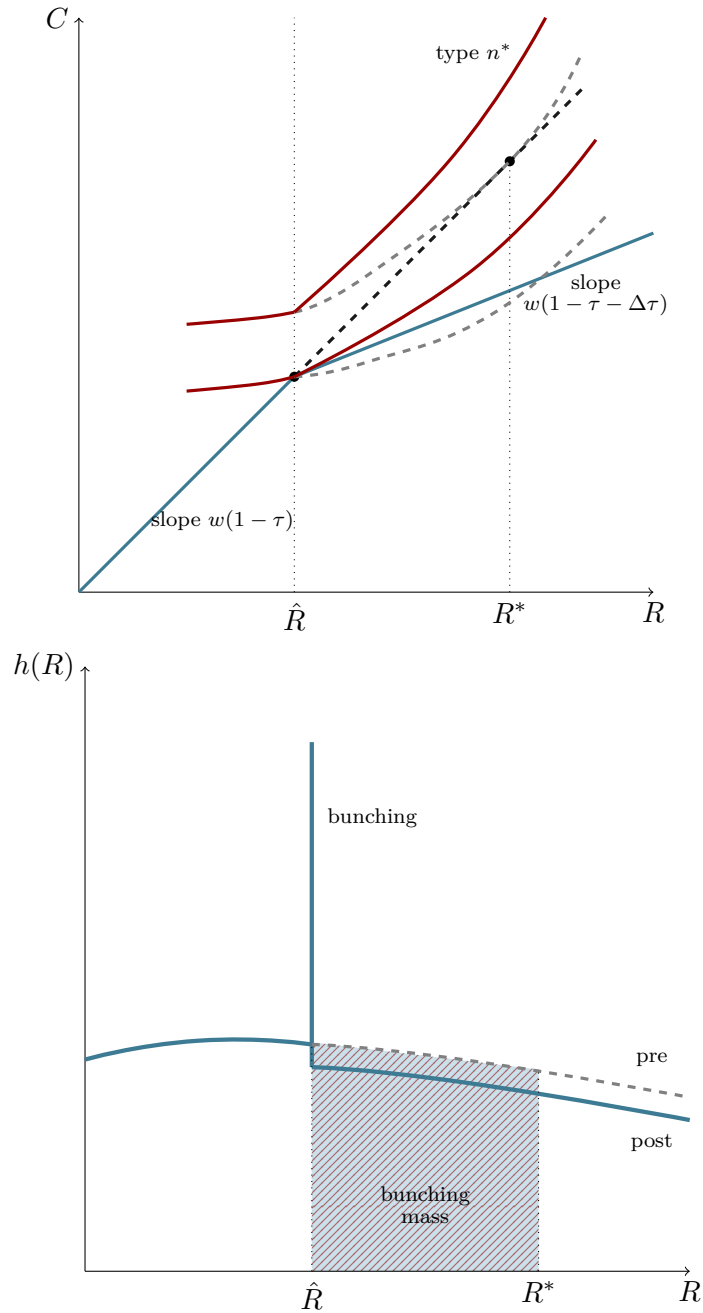 C
type n*
slope
w(1 − τ − Δτ)
slope w(1 − τ)
R̂
R*
R
h(R)
bunching
pre
post
bunching
mass
R̂
R*
R